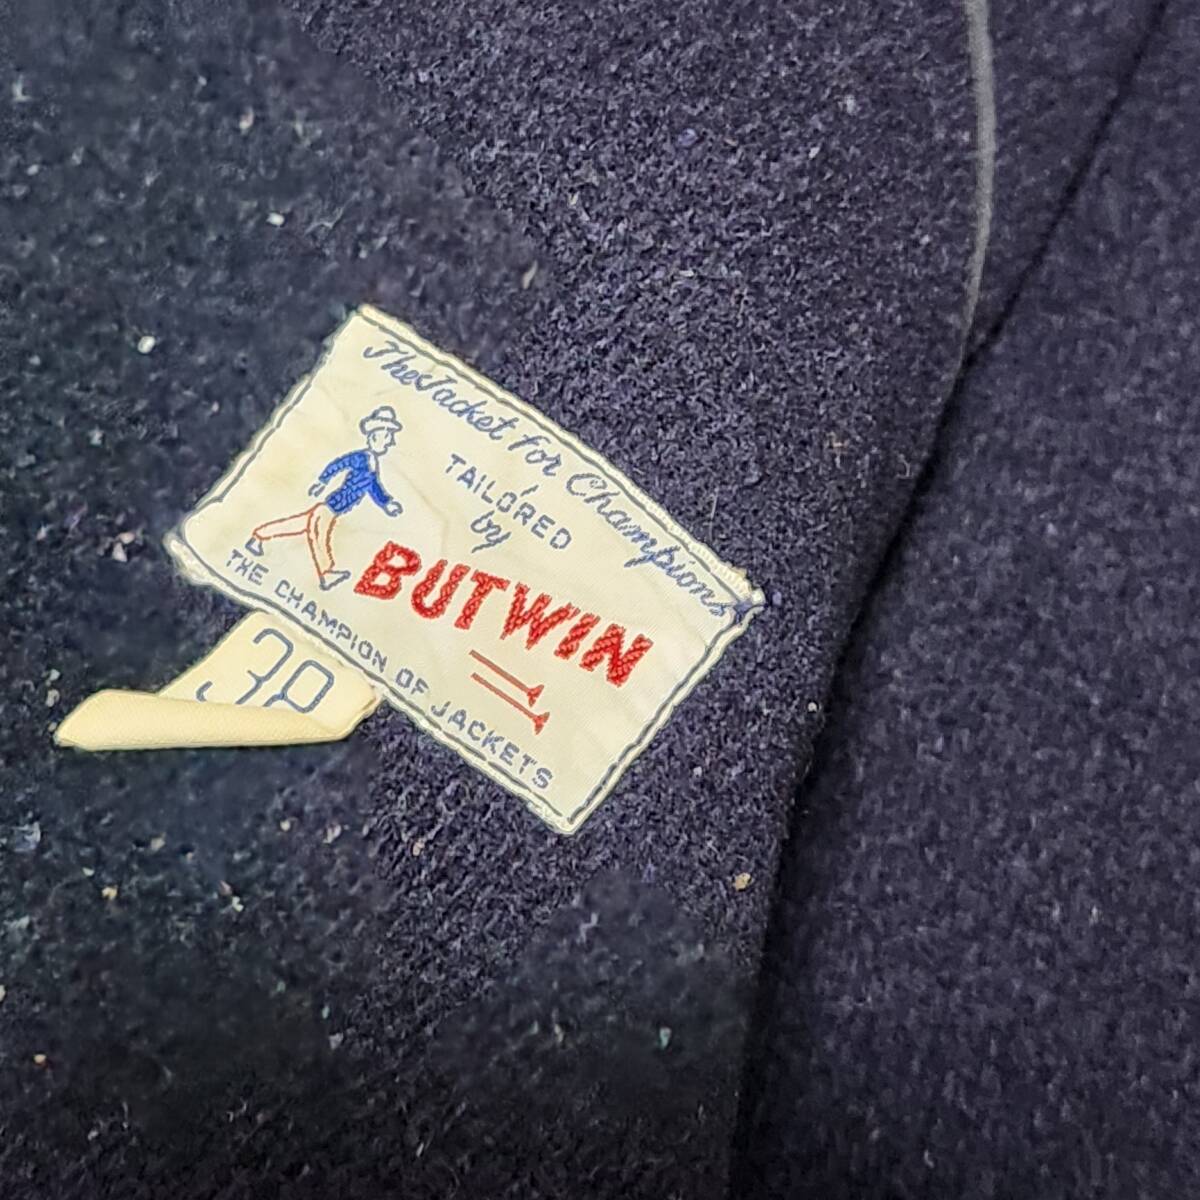 The Jacket For Champions
TAILORED
by
BUTWIN
THE CHAMPION OF JACKETS
38